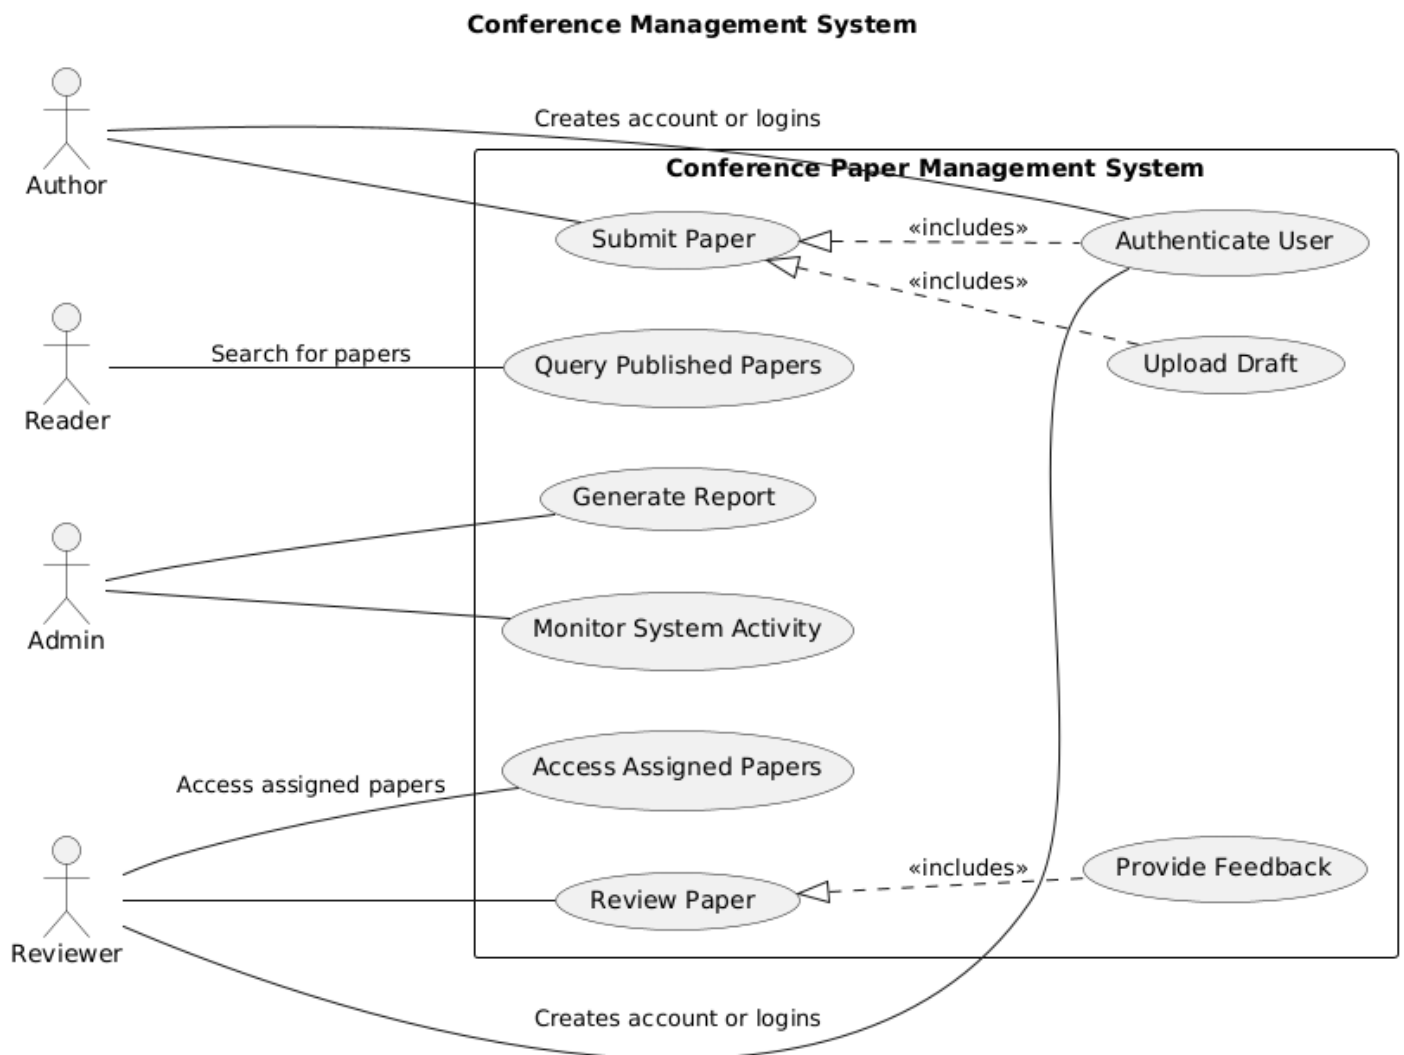 Conference Management System
Creates account or logins
Conference Paper Management System
Author
Submit Paper
«includes»
Authenticate User
«includes»
Search for papers
Query Published Papers
Upload Draft
Reader
Generate Report
Monitor System Activity
Admin
Access assigned papers
Access Assigned Papers
«includes»
Provide Feedback
Review Paper
Reviewer
Creates account or logins